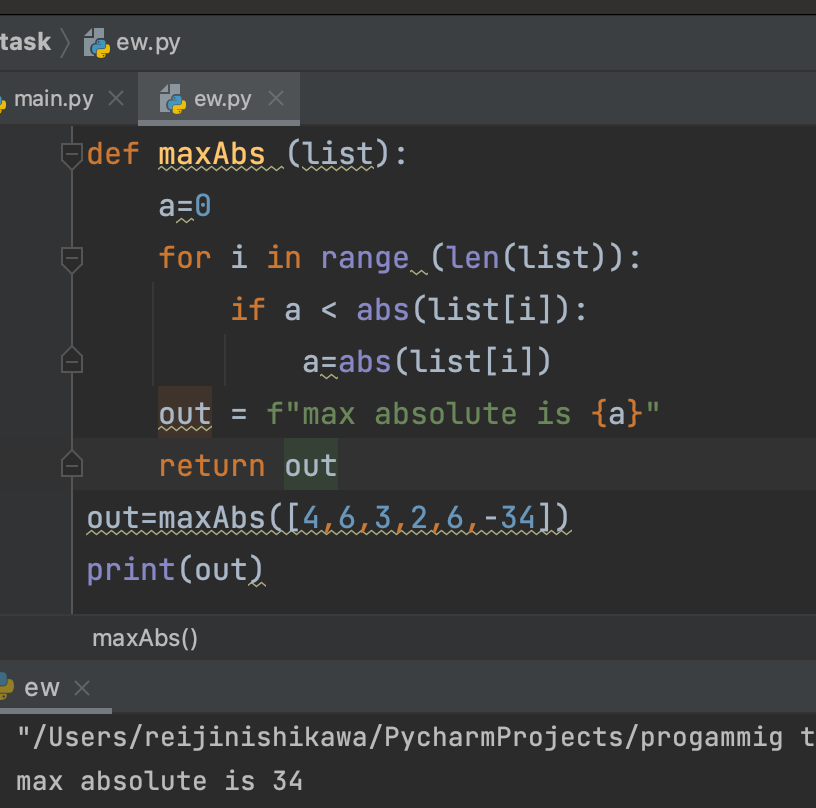 task ew.py
main.py ew.py
def maxAbs (list):
    a=0
    for i in range (len(list)):
        if a < abs(list[i]):
            a=abs(list[i])
    out = f"max absolute is {a}"
    return out
out=maxAbs([4,6,3,2,6,-34])
print(out)
maxAbs()
ew
"/Users/reijinishikawa/PycharmProjects/progammig t
max absolute is 34